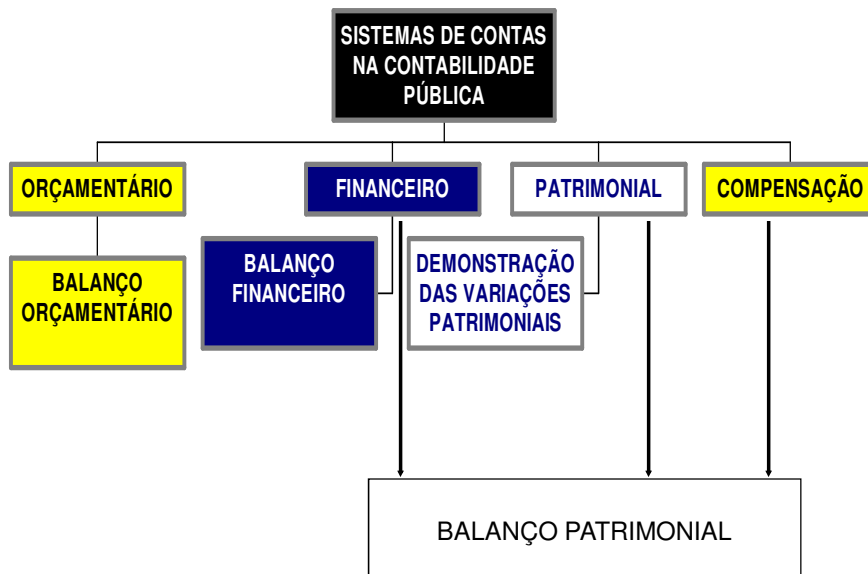 SISTEMAS DE CONTAS
NA CONTABILIDADE
PÚBLICA
ORÇAMENTÁRIO
FINANCEIRO
PATRIMONIAL
COMPENSAÇÃO
BALANÇO
ORÇAMENTÁRIO
BALANÇO
FINANCEIRO
DEMONSTRAÇÃO
DAS VARIAÇÕES
PATRIMONIAIS
BALANÇO PATRIMONIAL